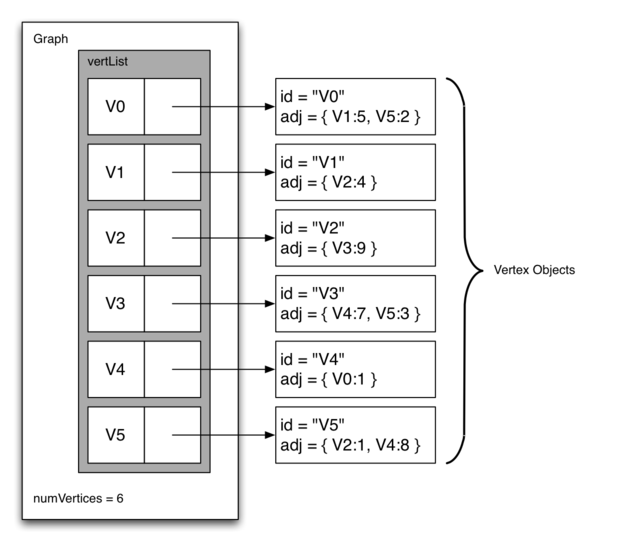 Graph
vertList
V0
id = "V0"
adj = { V1:5, V5:2 }
V1
id = "V1"
adj = { V2:4 }
V2
id = "V2"
adj = { V3:9 }
Vertex Objects
V3
id = "V3"
adj = { V4:7, V5:3 }
V4
id = "V4"
adj = { V0:1 }
V5
id = "V5"
adj = { V2:1, V4:8 }
numVertices = 6